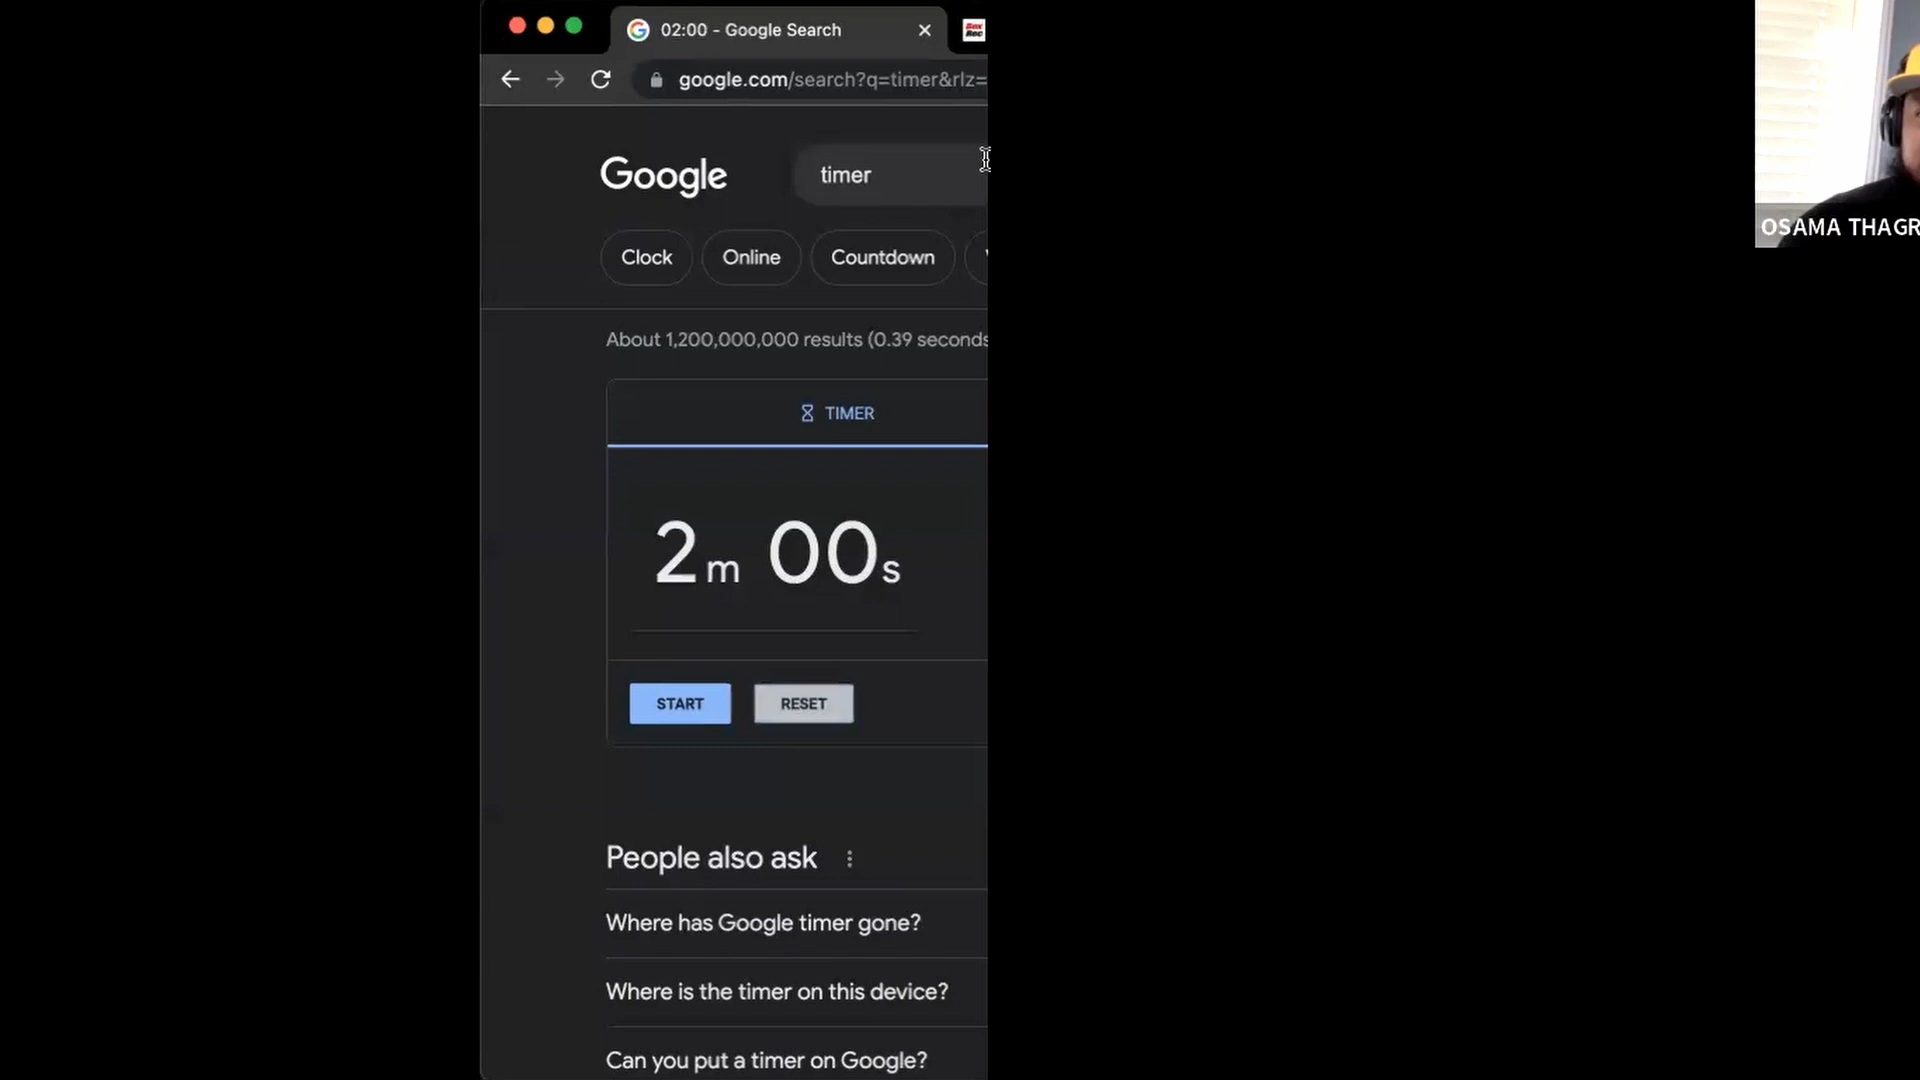 02:00 - Google Search
google.com/search?q=timer&rlz=
Google
timer
Clock
Online
Countdown
About 1,200,000,000 results (0.39 seconds
TIMER
2m 00s
START
RESET
People also ask
Where has Google timer gone?
Where is the timer on this device?
Can you put a timer on Google?
OSAMA THAGR